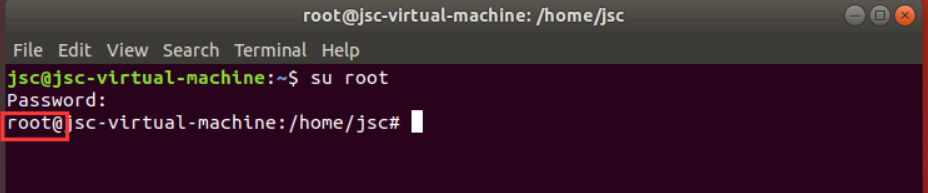 root@jsc-virtual-machine: /home/jsc
File Edit View Search Terminal Help
jsc@jsc-virtual-machine:~$ su root
Password:
root@jsc-virtual-machine:/home/jsc#